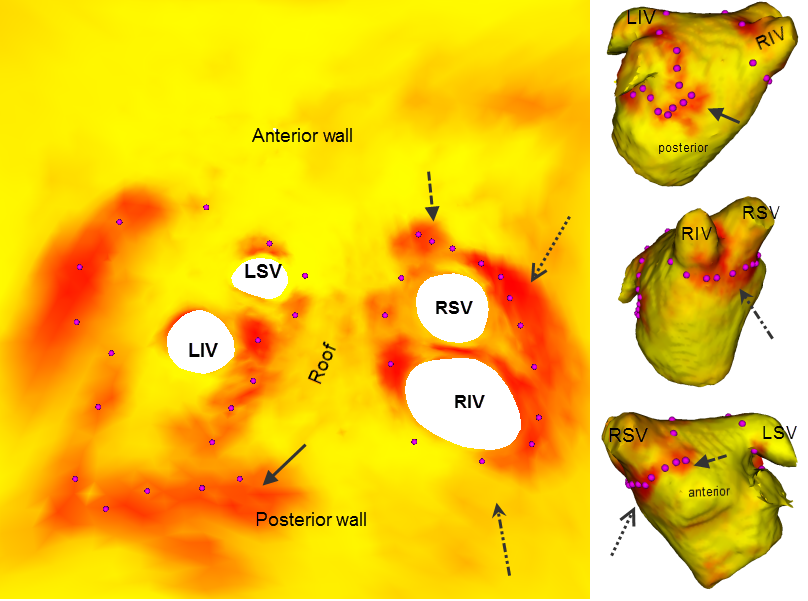 Anterior wall
LSV
RSV
LIV
Roof
RIV
Posterior wall
LIV
RIV
posterior
RSV
RIV
RSV
LSV
anterior